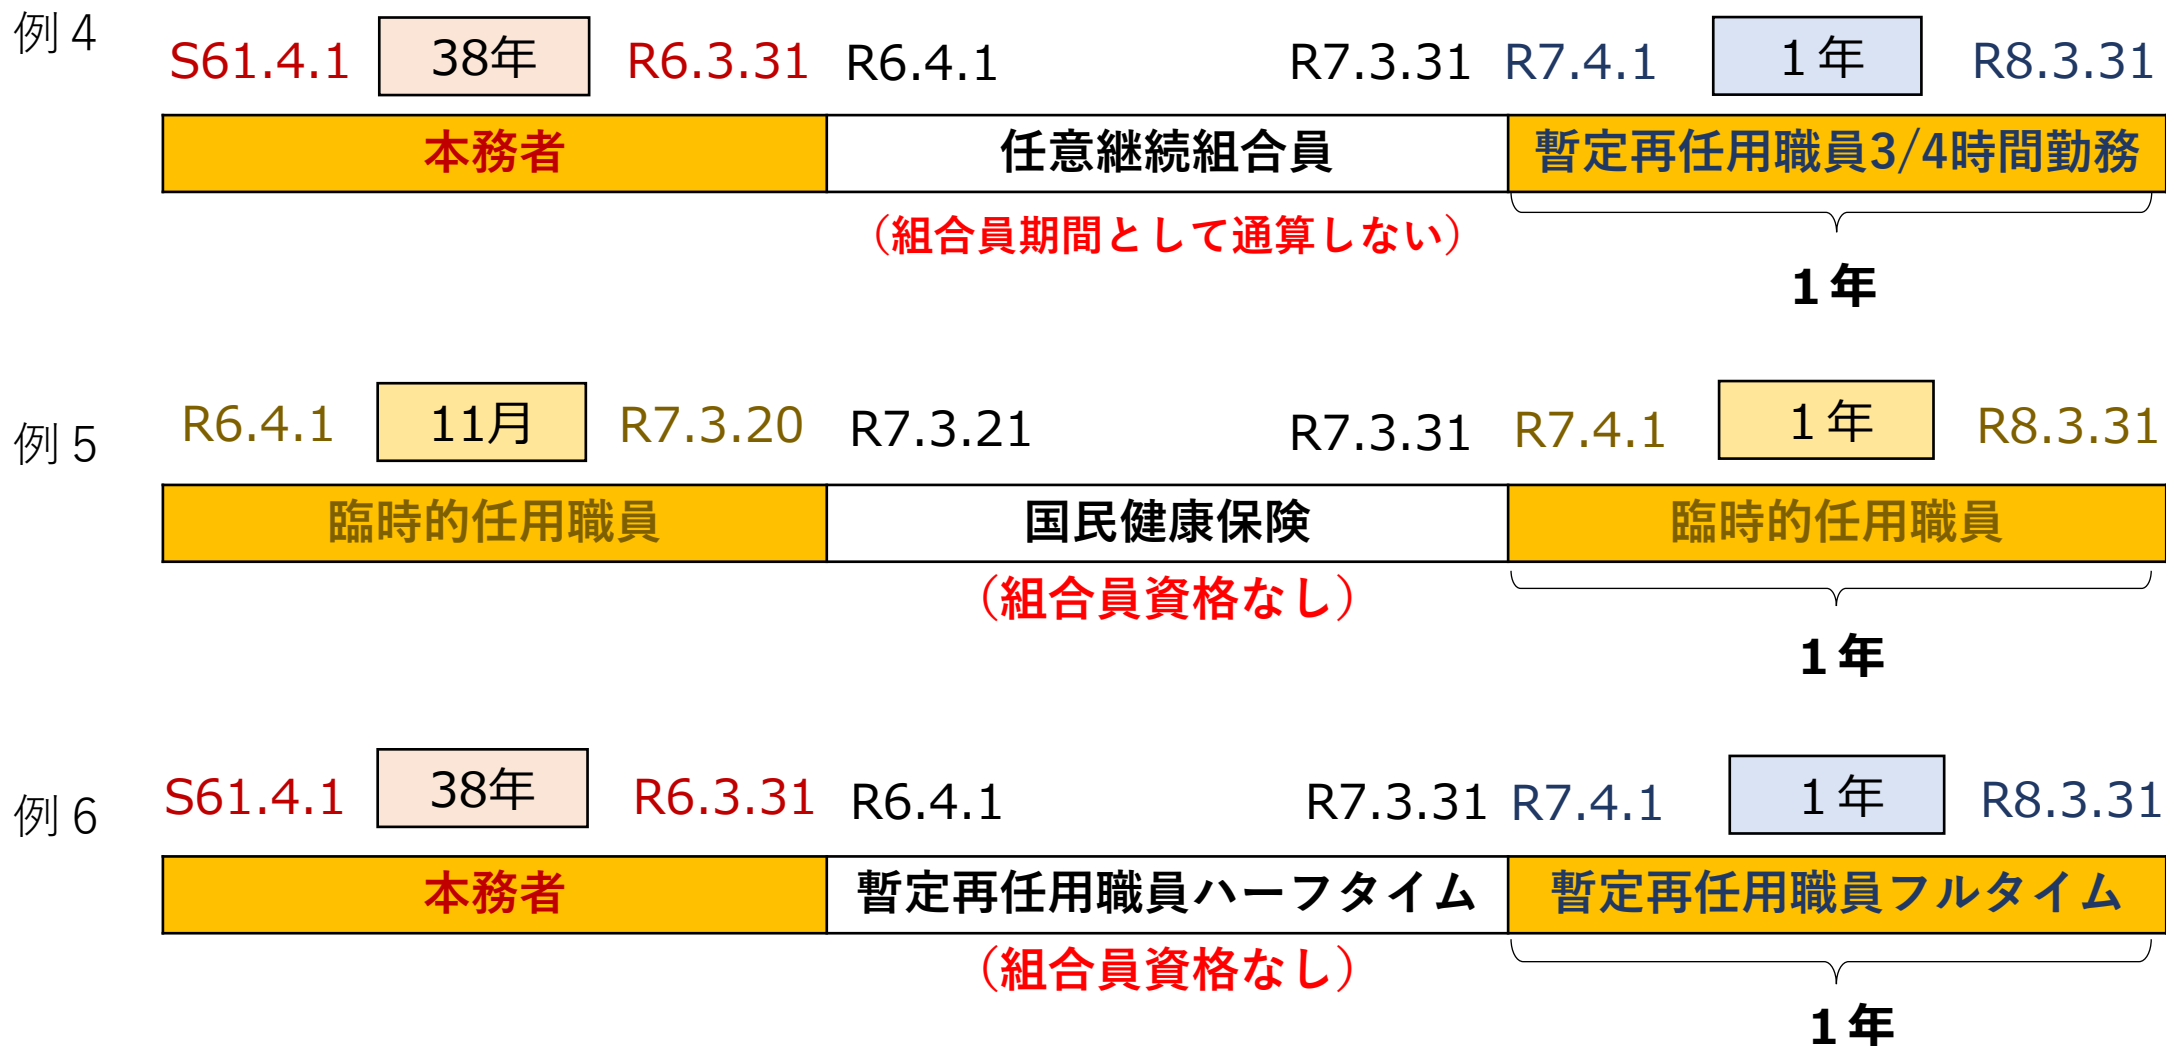 例４
S61.4.1 38年 R6.3.31 R6.4.1 R7.3.31 R7.4.1 １年 R8.3.31
本務者 任意継続組合員 暫定再任用職員3/4時間勤務
（組合員期間として通算しない）
１年
例５
R6.4.1 11月 R7.3.20 R7.3.21 R7.3.31 R7.4.1 １年 R8.3.31
臨時的任用職員 国民健康保険 臨時的任用職員
（組合員資格なし）
１年
例６
S61.4.1 38年 R6.3.31 R6.4.1 R7.3.31 R7.4.1 １年 R8.3.31
本務者 暫定再任用職員ハーフタイム 暫定再任用職員フルタイム
（組合員資格なし）
１年